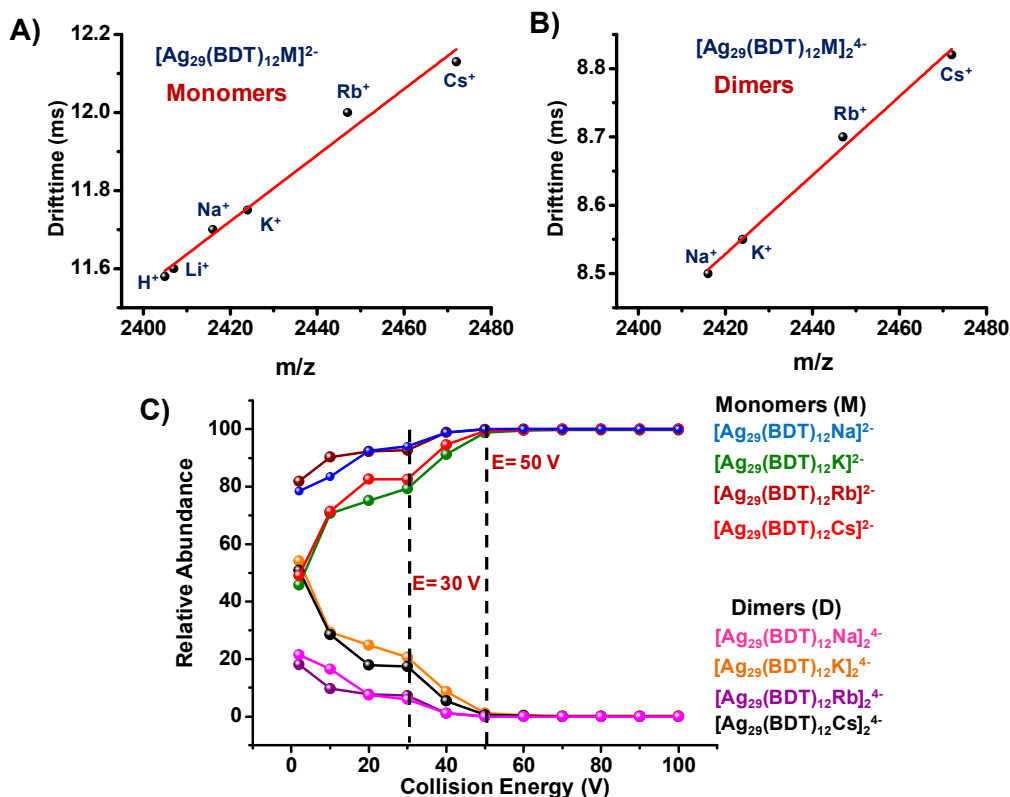 A)
[Ag29(BDT)12M]2-
Monomers
12.2
12.0
11.8
11.6
Drifttime (ms)
H+
Li+
Na+
K+
Rb+
Cs+
2400 2420 2440 2460 2480
m/z
B)
[Ag29(BDT)12M]24-
Dimers
8.8
8.7
8.6
8.5
Drifttime (ms)
Na+
K+
Rb+
Cs+
2400 2420 2440 2460 2480
m/z
C)
100
80
60
40
20
0
Relative Abundance
E= 30 V
E= 50 V
0 20 40 60 80 100
Collision Energy (V)
Monomers (M)
[Ag29(BDT)12Na]2-
[Ag29(BDT)12K]2-
[Ag29(BDT)12Rb]2-
[Ag29(BDT)12Cs]2-
Dimers (D)
[Ag29(BDT)12Na]24-
[Ag29(BDT)12K]24-
[Ag29(BDT)12Rb]24-
[Ag29(BDT)12Cs]24-